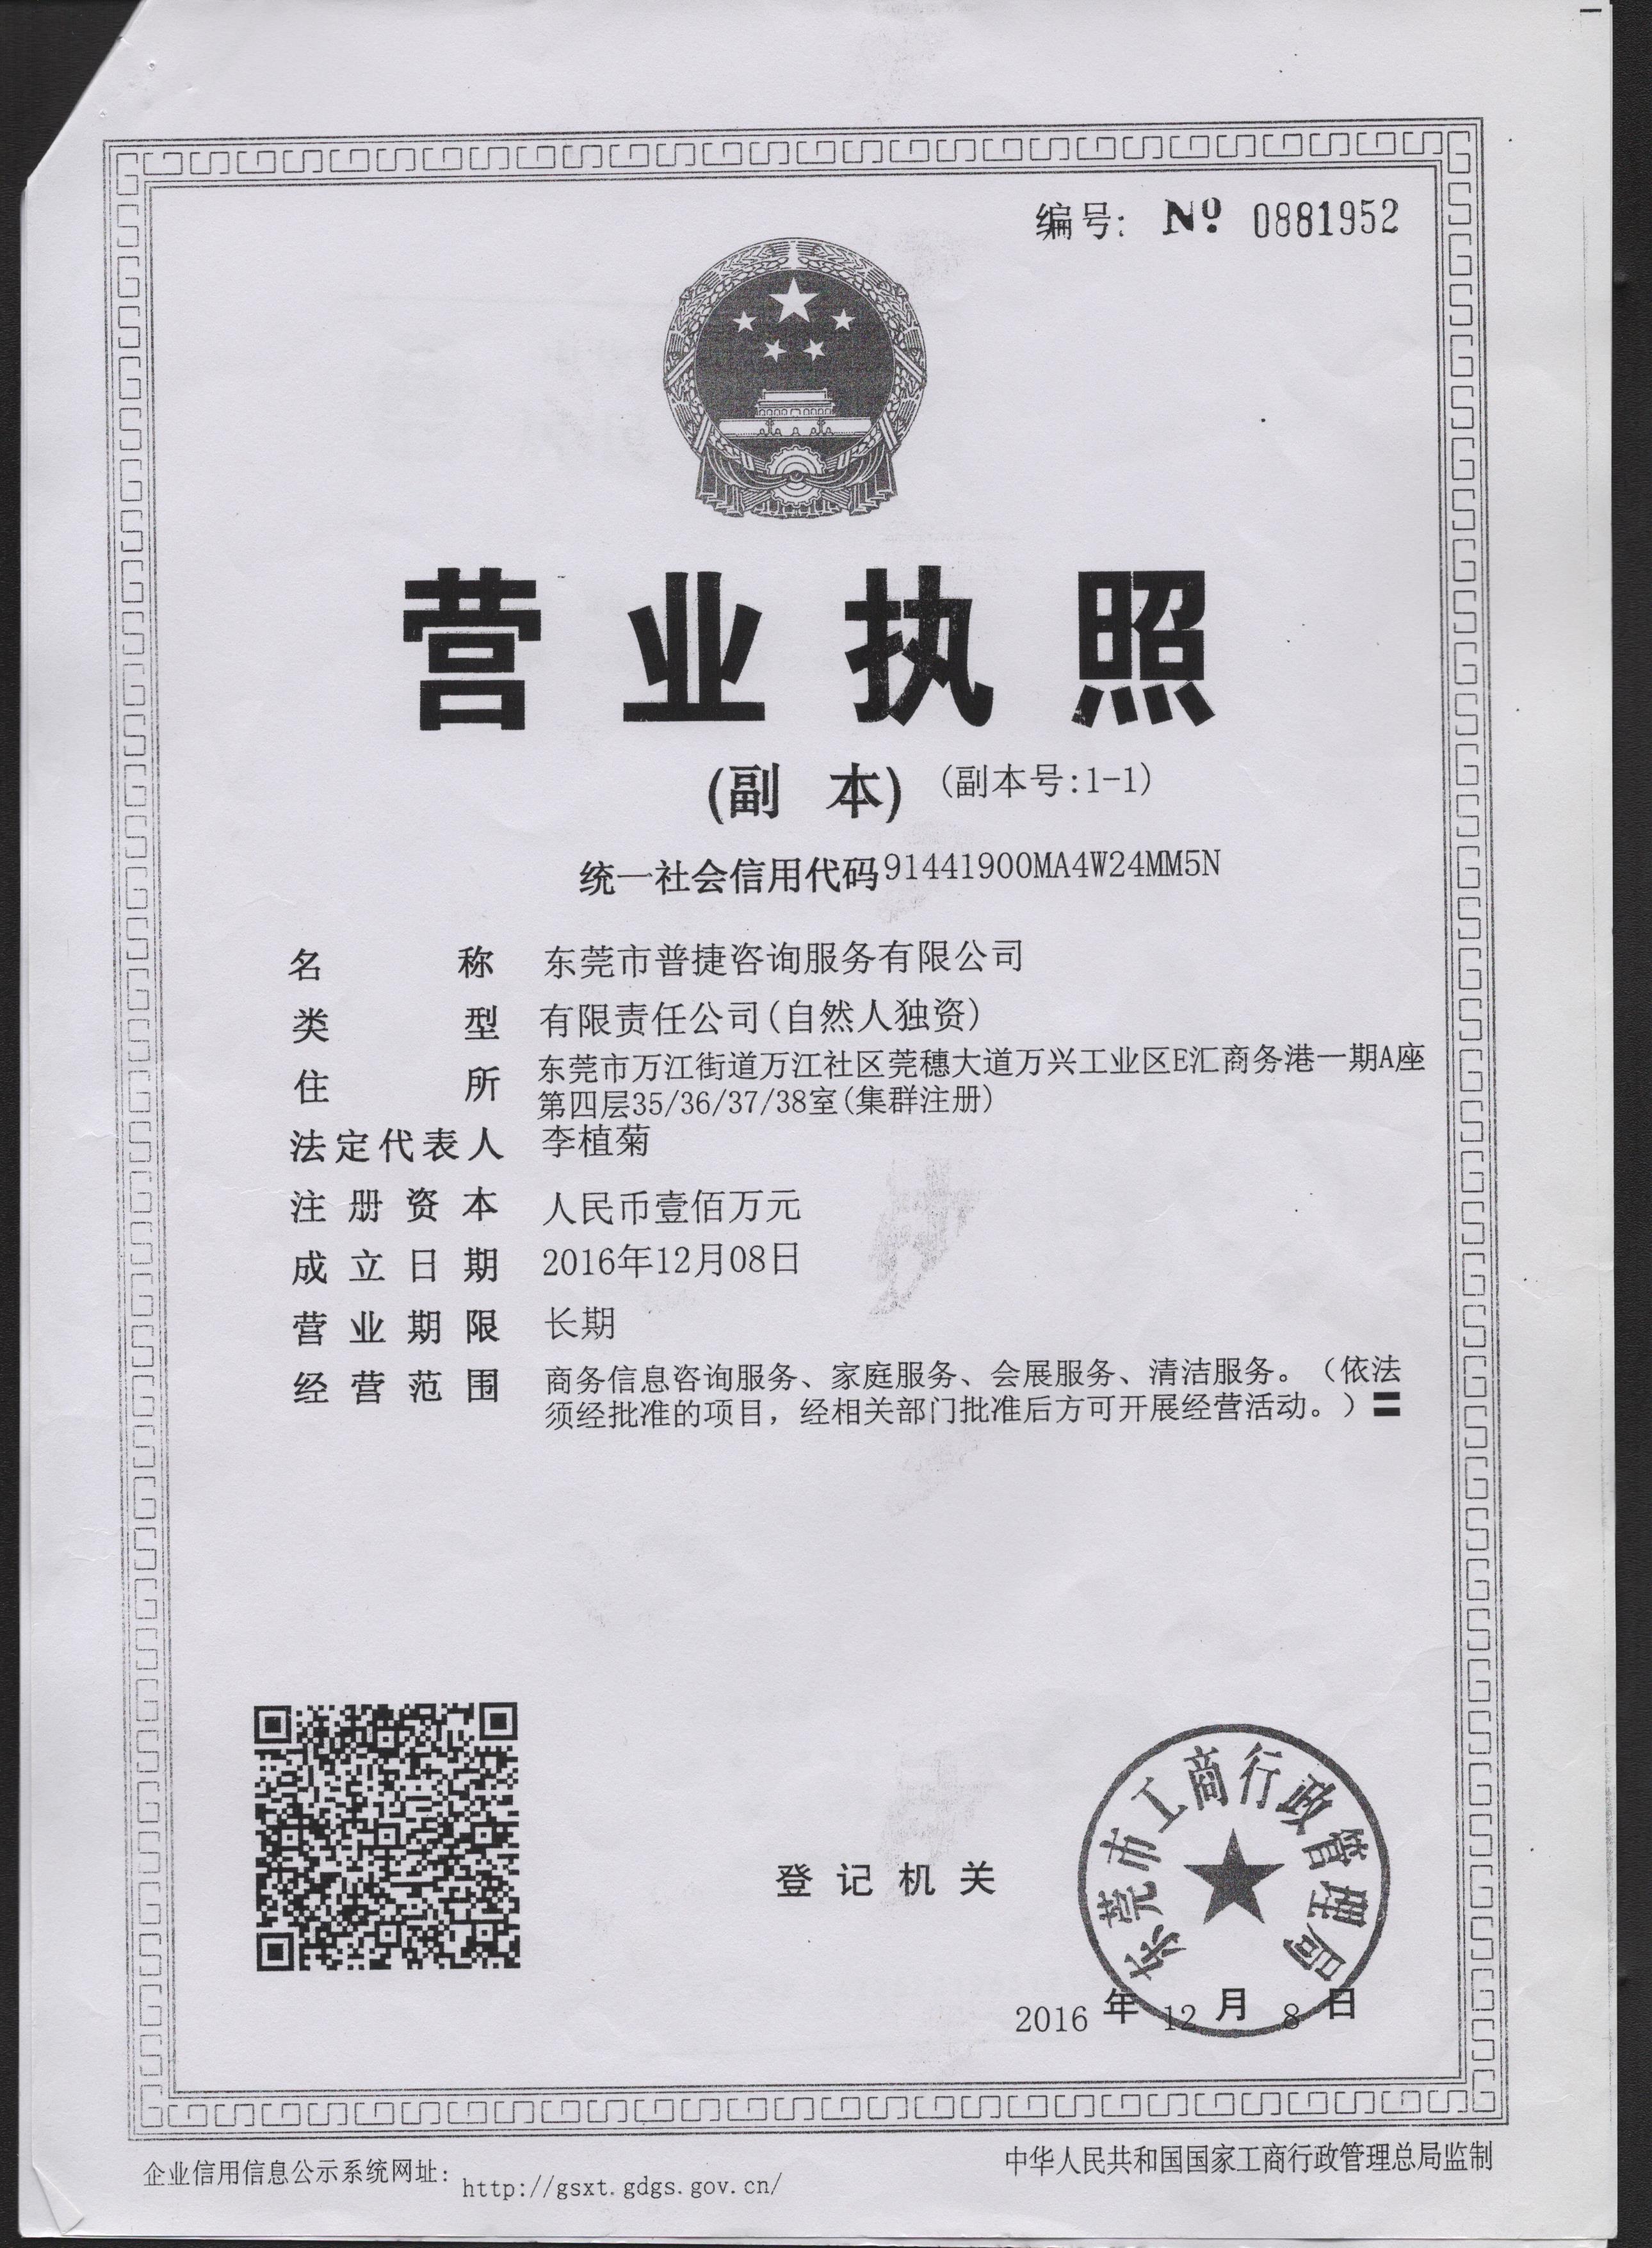 编号: Nº 0881952
营业执照
(副 本) (副本号:1-1)
统一社会信用代码91441900MA4W24MM5N
名称 东莞市普捷咨询服务有限公司
类型 有限责任公司(自然人独资)
住所 东莞市万江街道万江社区莞穗大道万兴工业区E汇商务港一期A座
第四层35/36/37/38室(集群注册)
法定代表人 李植菊
注册资本 人民币壹佰万元
成立日期 2016年12月08日
营业期限 长期
经营范围 商务信息咨询服务、家庭服务、会展服务、清洁服务。（依法
须经批准的项目，经相关部门批准后方可开展经营活动。）
东莞市工商行政管理局
登记机关
2016 年 12 月 8 日
企业信用信息公示系统网址: http://gsxt.gdgs.gov.cn/
中华人民共和国国家工商行政管理总局监制